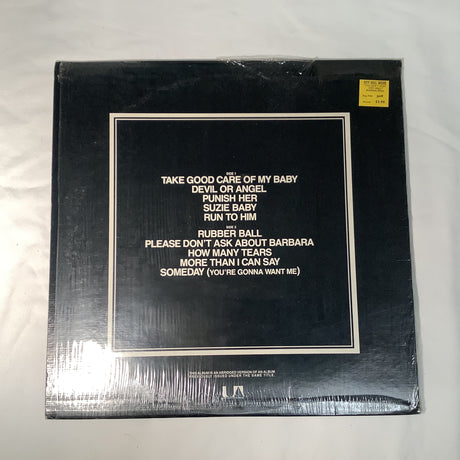 SIDE 1
TAKE GOOD CARE OF MY BABY
DEVIL OR ANGEL
PUNISH HER
SUZIE BABY
RUN TO HIM
SIDE 2
RUBBER BALL
PLEASE DON'T ASK ABOUT BARBARA
HOW MANY TEARS
MORE THAN I CAN SAY
SOMEDAY (YOU'RE GONNA WANT ME)
THIS ALBUM IS AN ABRIDGED VERSION OF AN ALBUM
PREVIOUSLY ISSUED UNDER THE SAME TITLE.